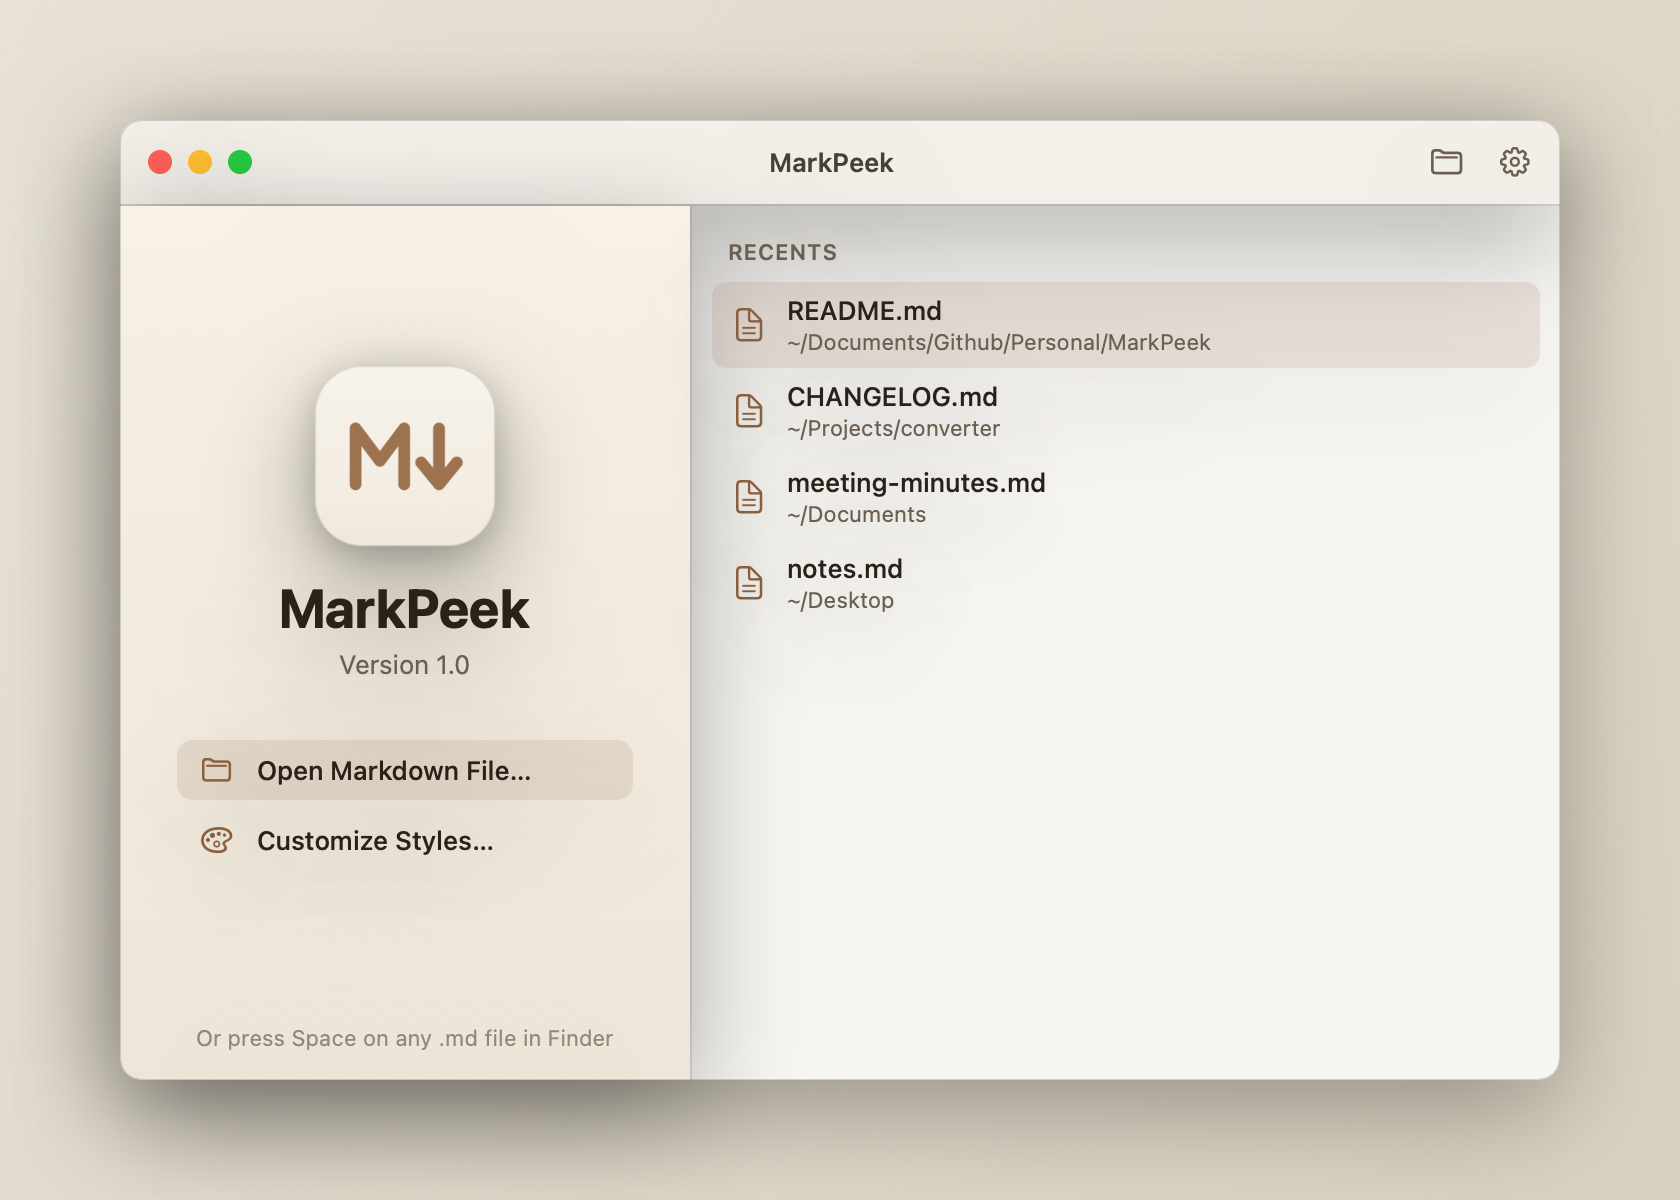 MarkPeek
M↓
MarkPeek
Version 1.0
Open Markdown File...
Customize Styles...
Or press Space on any .md file in Finder
RECENTS
README.md
~/Documents/Github/Personal/MarkPeek
CHANGELOG.md
~/Projects/converter
meeting-minutes.md
~/Documents
notes.md
~/Desktop